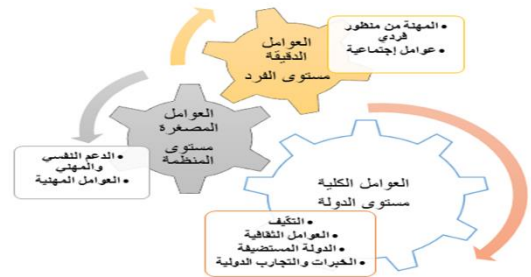 العوامل
الدقيقة
مستوى الفرد
• المهنة من منظور
فردي
• عوامل إجتماعية
العوامل
المصغرة
مستوى
المنظمة
• الدعم النفسي
والمهني
• العوامل المهنية
العوامل الكلية
مستوى الدولة
• التكيف
• العوامل الثقافية
• الدولة المستضيفة
• الخبرات والتجارب الدولية